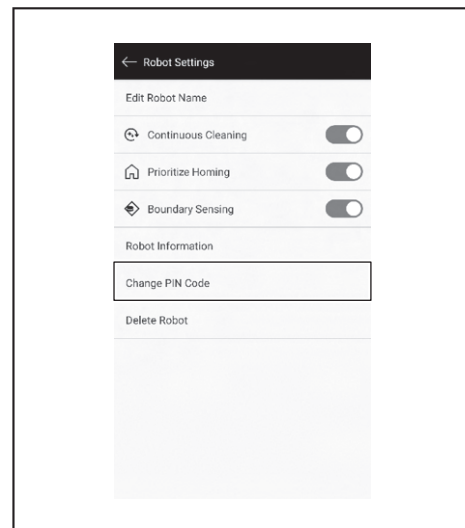 Robot Settings
Edit Robot Name
Continuous Cleaning
Prioritize Homing
Boundary Sensing
Robot Information
Change PIN Code
Delete Robot